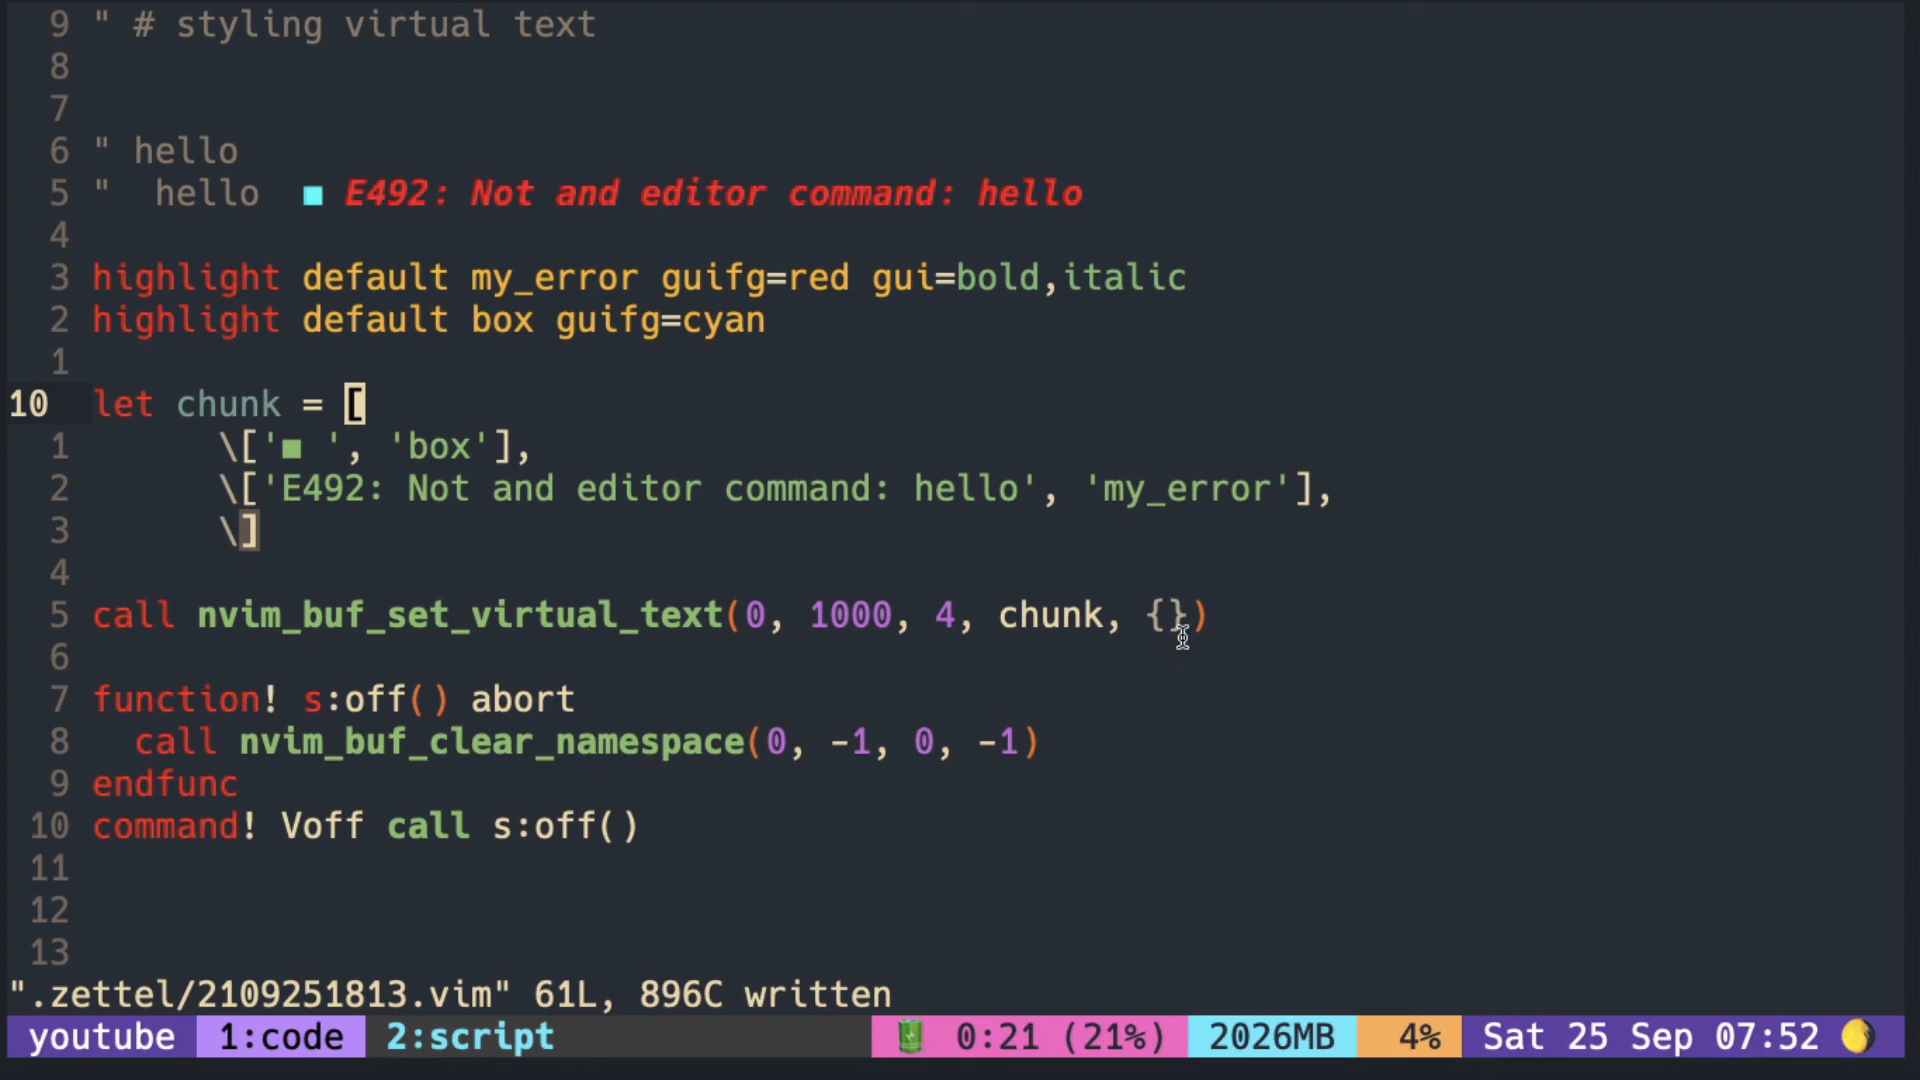 9 " # styling virtual text
8
7
6 " hello
5 "  hello  ■ E492: Not and editor command: hello
4
3 highlight default my_error guifg=red gui=bold,italic
2 highlight default box guifg=cyan
1
10 let chunk = [
1       \['■ ', 'box'],
2       \['E492: Not and editor command: hello', 'my_error'],
3       \]
4
5 call nvim_buf_set_virtual_text(0, 1000, 4, chunk, {})
6
7 function! s:off() abort
8   call nvim_buf_clear_namespace(0, -1, 0, -1)
9 endfunc
10 command! Voff call s:off()
11
12
13
".zettel/2109251813.vim" 61L, 896C written
youtube 1:code 2:script 0:21 (21%) 2026MB 4% Sat 25 Sep 07:52